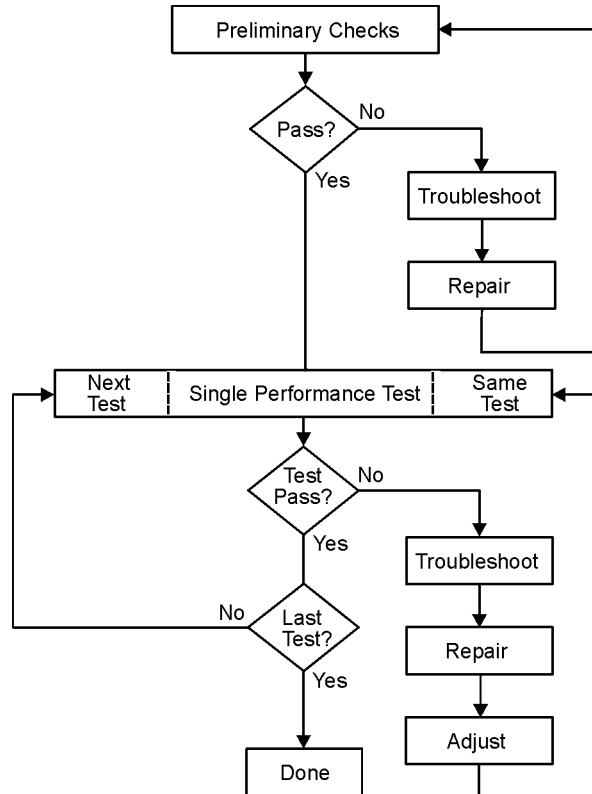 Preliminary Checks
Pass?
No
Yes
Troubleshoot
Repair
Next
Test
Single Performance Test
Same
Test
Test
Pass?
No
Yes
Troubleshoot
Last
Test?
No
Yes
Repair
Adjust
Done